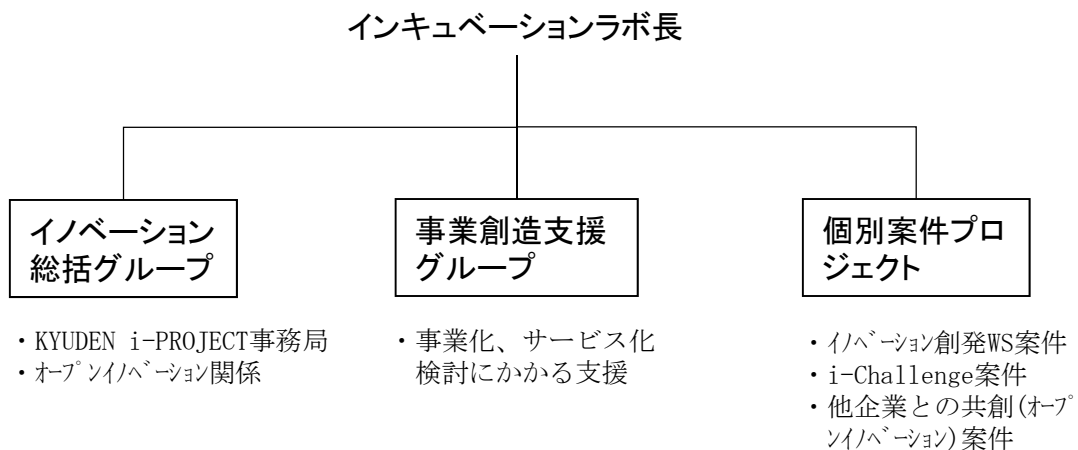 インキュベーションラボ長
イノベーション
総括グループ
・KYUDEN i-PROJECT事務局
・ｵｰﾌﾟﾝｲﾉﾍﾞｰｼｮﾝ関係
事業創造支援
グループ
・事業化、サービス化
検討にかかる支援
個別案件プロ
ジェクト
・ｲﾉﾍﾞｰｼｮﾝ創発WS案件
・i-Challenge案件
・他企業との共創(ｵｰﾌﾟ
ﾝｲﾉﾍﾞｰｼｮﾝ)案件